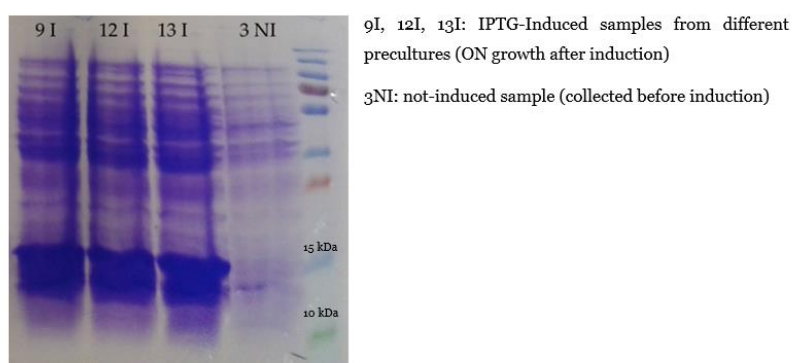 9 I 12 I 13 I 3 NI
15 kDa
10 kDa
9I, 12I, 13I: IPTG-Induced samples from different
precultures (ON growth after induction)
3NI: not-induced sample (collected before induction)